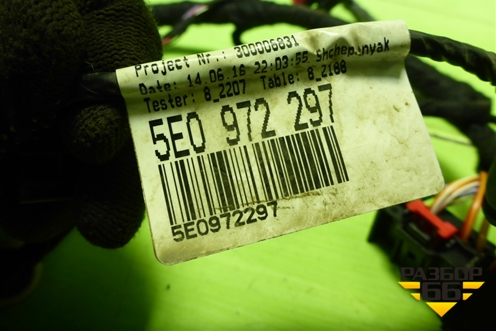 Project Nr.: 300006831
Date: 14.06.16 22:03:55 Shchepanyak
Tester: 8_2207 Table: 8_2188
5E0 972 297
5E0972297
РАЗБОР
66